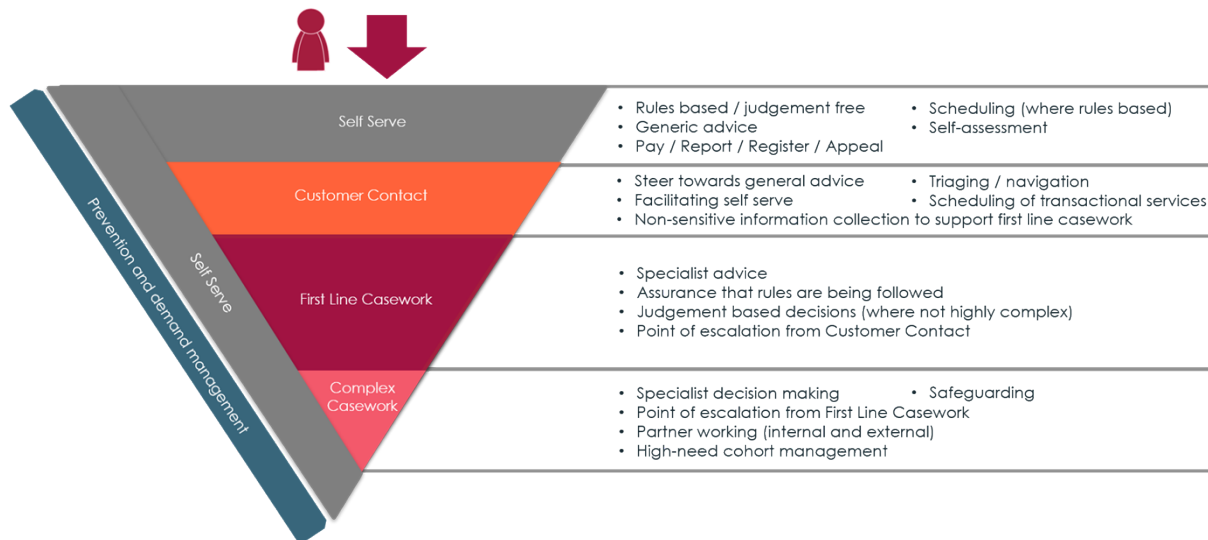 Self Serve
• Rules based / judgement free
• Generic advice
• Pay / Report / Register / Appeal
• Scheduling (where rules based)
• Self-assessment
Customer Contact
• Steer towards general advice
• Facilitating self serve
• Non-sensitive information collection to support first line casework
• Triaging / navigation
• Scheduling of transactional services
First Line Casework
• Specialist advice
• Assurance that rules are being followed
• Judgement based decisions (where not highly complex)
• Point of escalation from Customer Contact
Complex
Casework
• Specialist decision making
• Point of escalation from First Line Casework
• Partner working (internal and external)
• High-need cohort management
• Safeguarding
Self Serve
Prevention and demand management